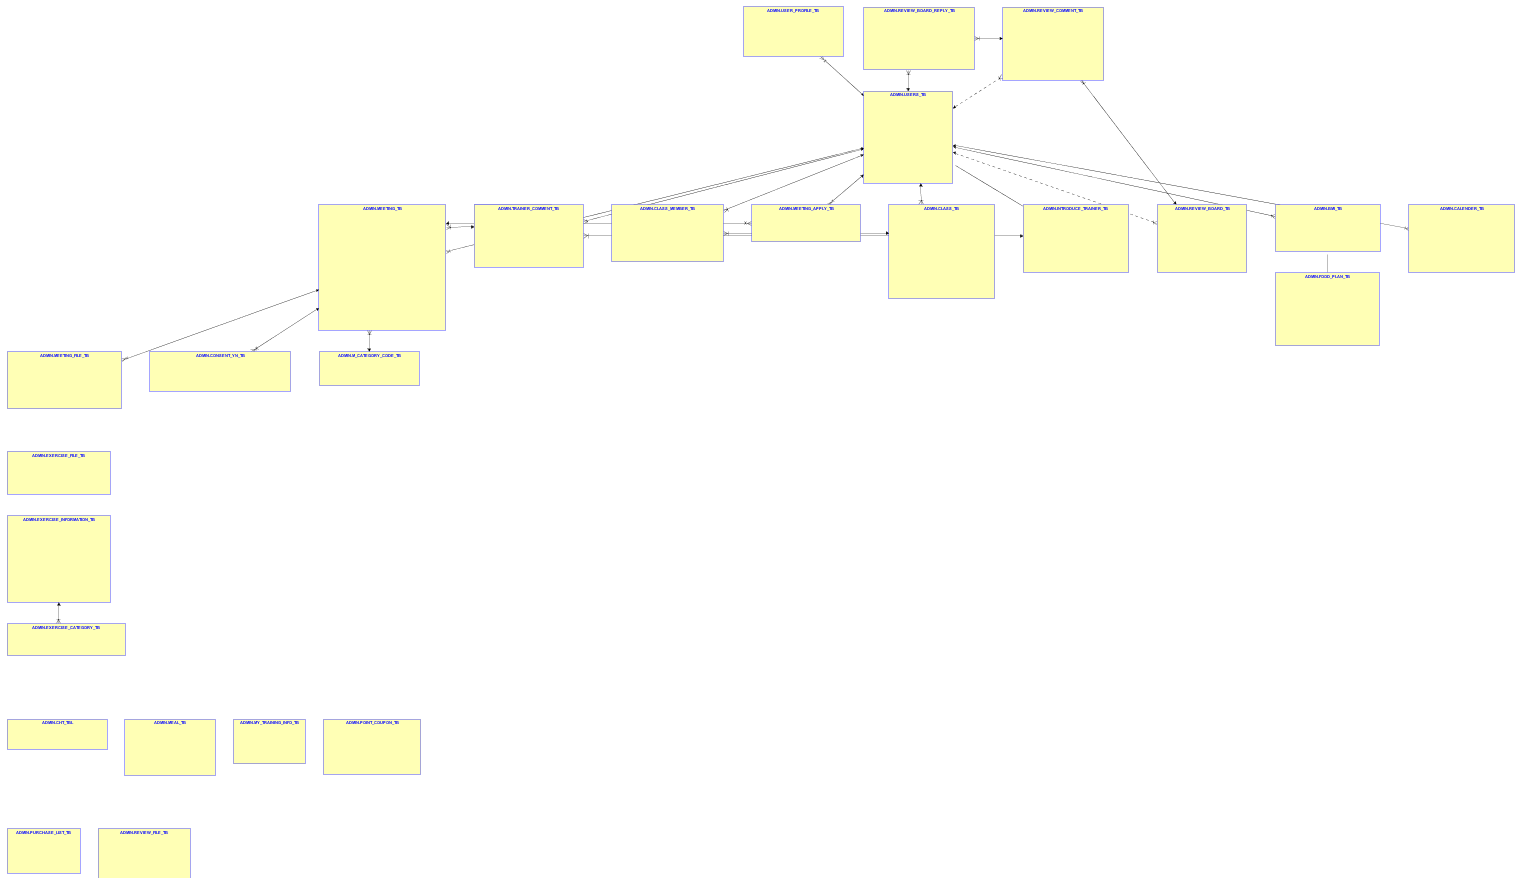 ADMIN.USER_PROFILE_TB
ADMIN.REVIEW_BOARD_REPLY_TB
ADMIN.REVIEW_COMMENT_TB
ADMIN.USERS_TB
ADMIN.MEETING_TB
ADMIN.TRAINER_COMMENT_TB
ADMIN.CLASS_MEMBER_TB
ADMIN.MEETING_APPLY_TB
ADMIN.CLASS_TB
ADMIN.INTRODUCE_TRAINER_TB
ADMIN.REVIEW_BOARD_TB
ADMIN.BMI_TB
ADMIN.CALENDER_TB
ADMIN.FOOD_PLAN_TB
ADMIN.MEETING_FILE_TB
ADMIN.CONSENT_YN_TB
ADMIN.M_CATEGORY_CODE_TB
ADMIN.EXERCISE_FILE_TB
ADMIN.EXERCISE_INFORMATION_TB
ADMIN.EXERCISE_CATEGORY_TB
ADMIN.CHT_TBL
ADMIN.MEAL_TB
ADMIN.MY_TRAINING_INFO_TB
ADMIN.POINT_COUPON_TB
ADMIN.PURCHASE_LIST_TB
ADMIN.REVIEW_FILE_TB